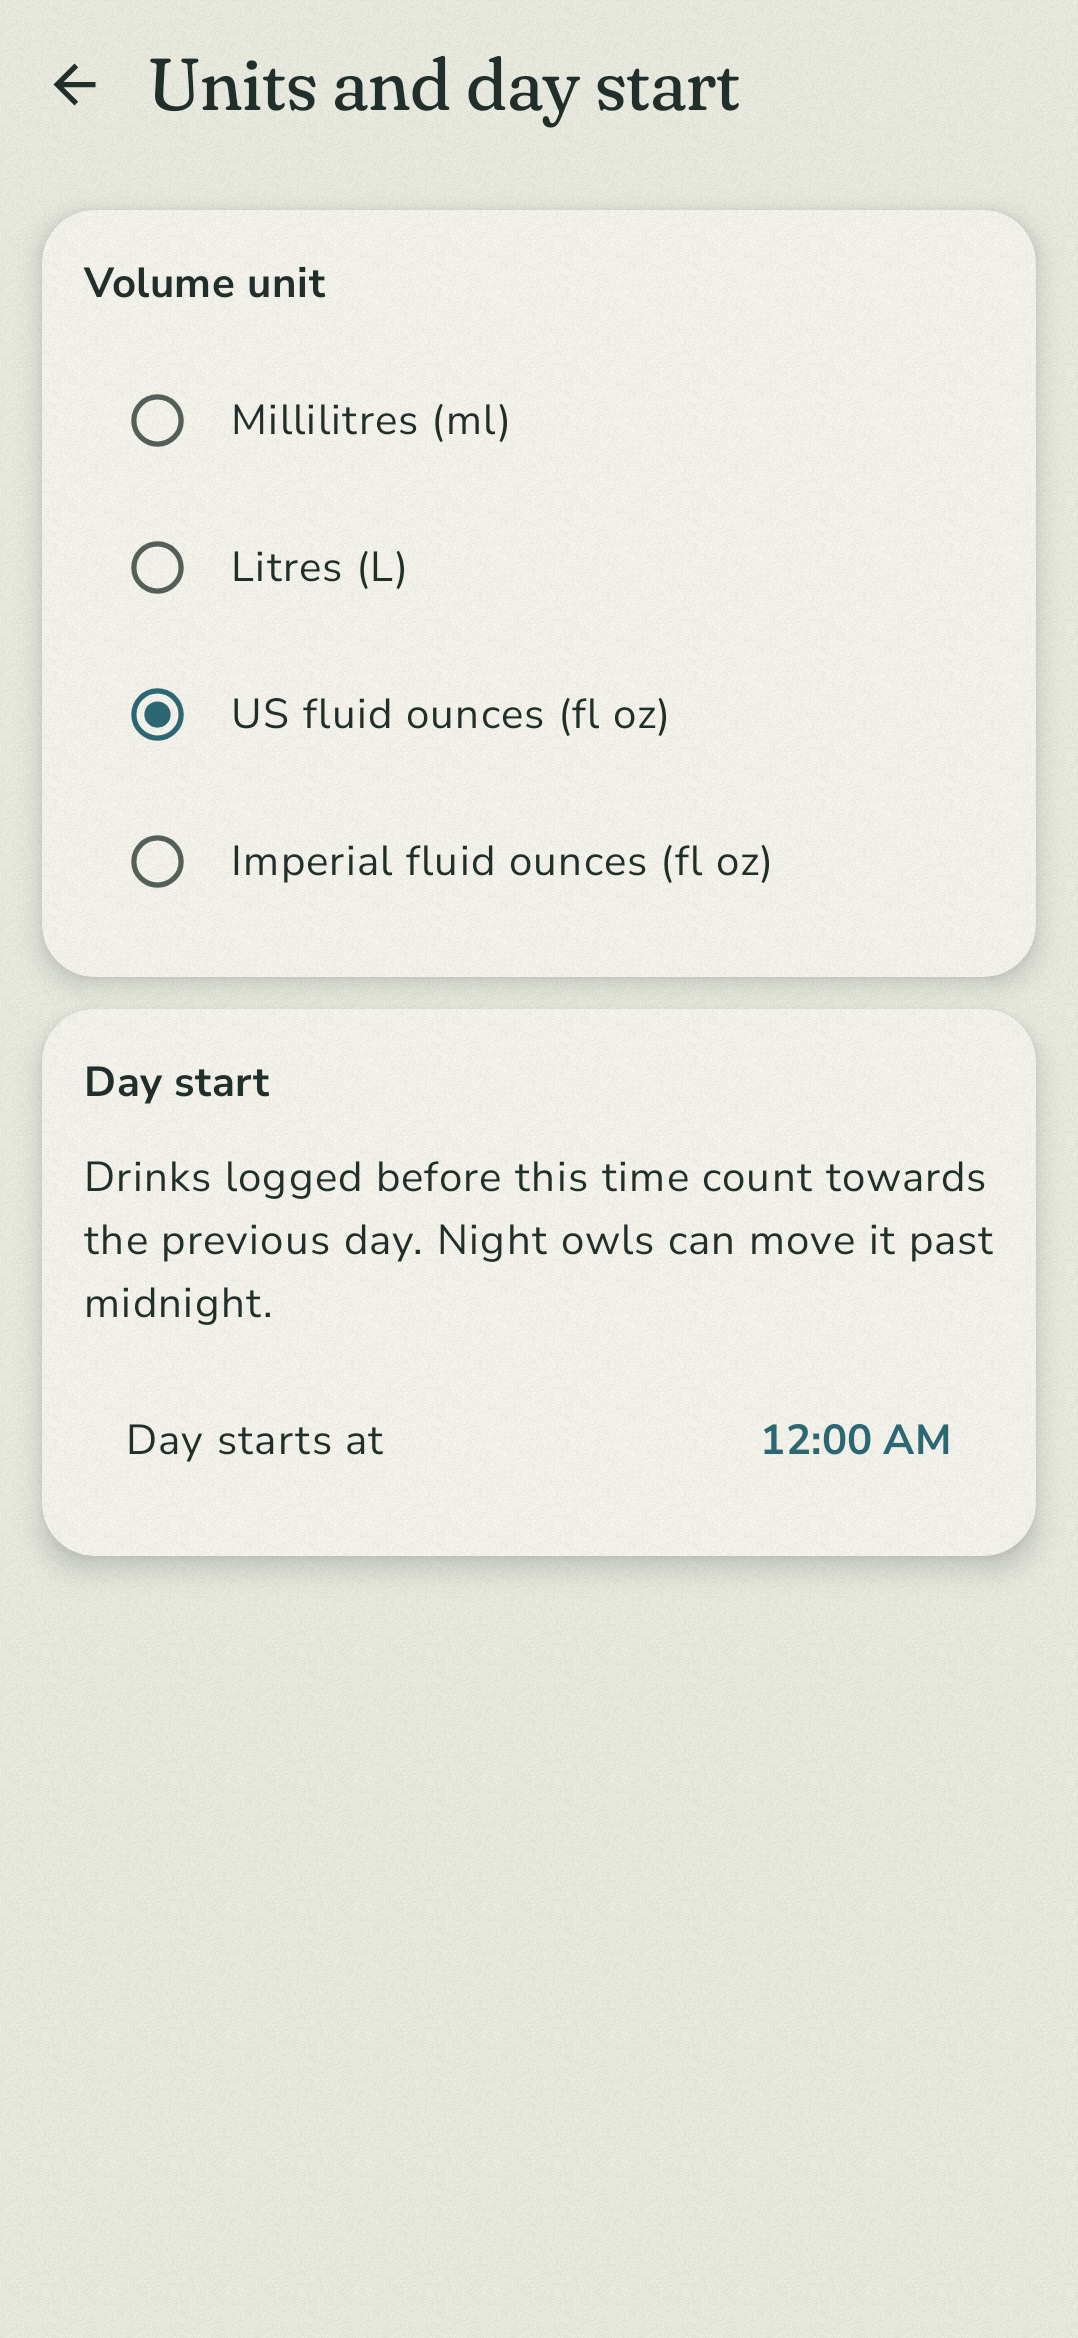 Units and day start
Volume unit
Millilitres (ml)
Litres (L)
US fluid ounces (fl oz)
Imperial fluid ounces (fl oz)
Day start
Drinks logged before this time count towards
the previous day. Night owls can move it past
midnight.
Day starts at 12:00 AM